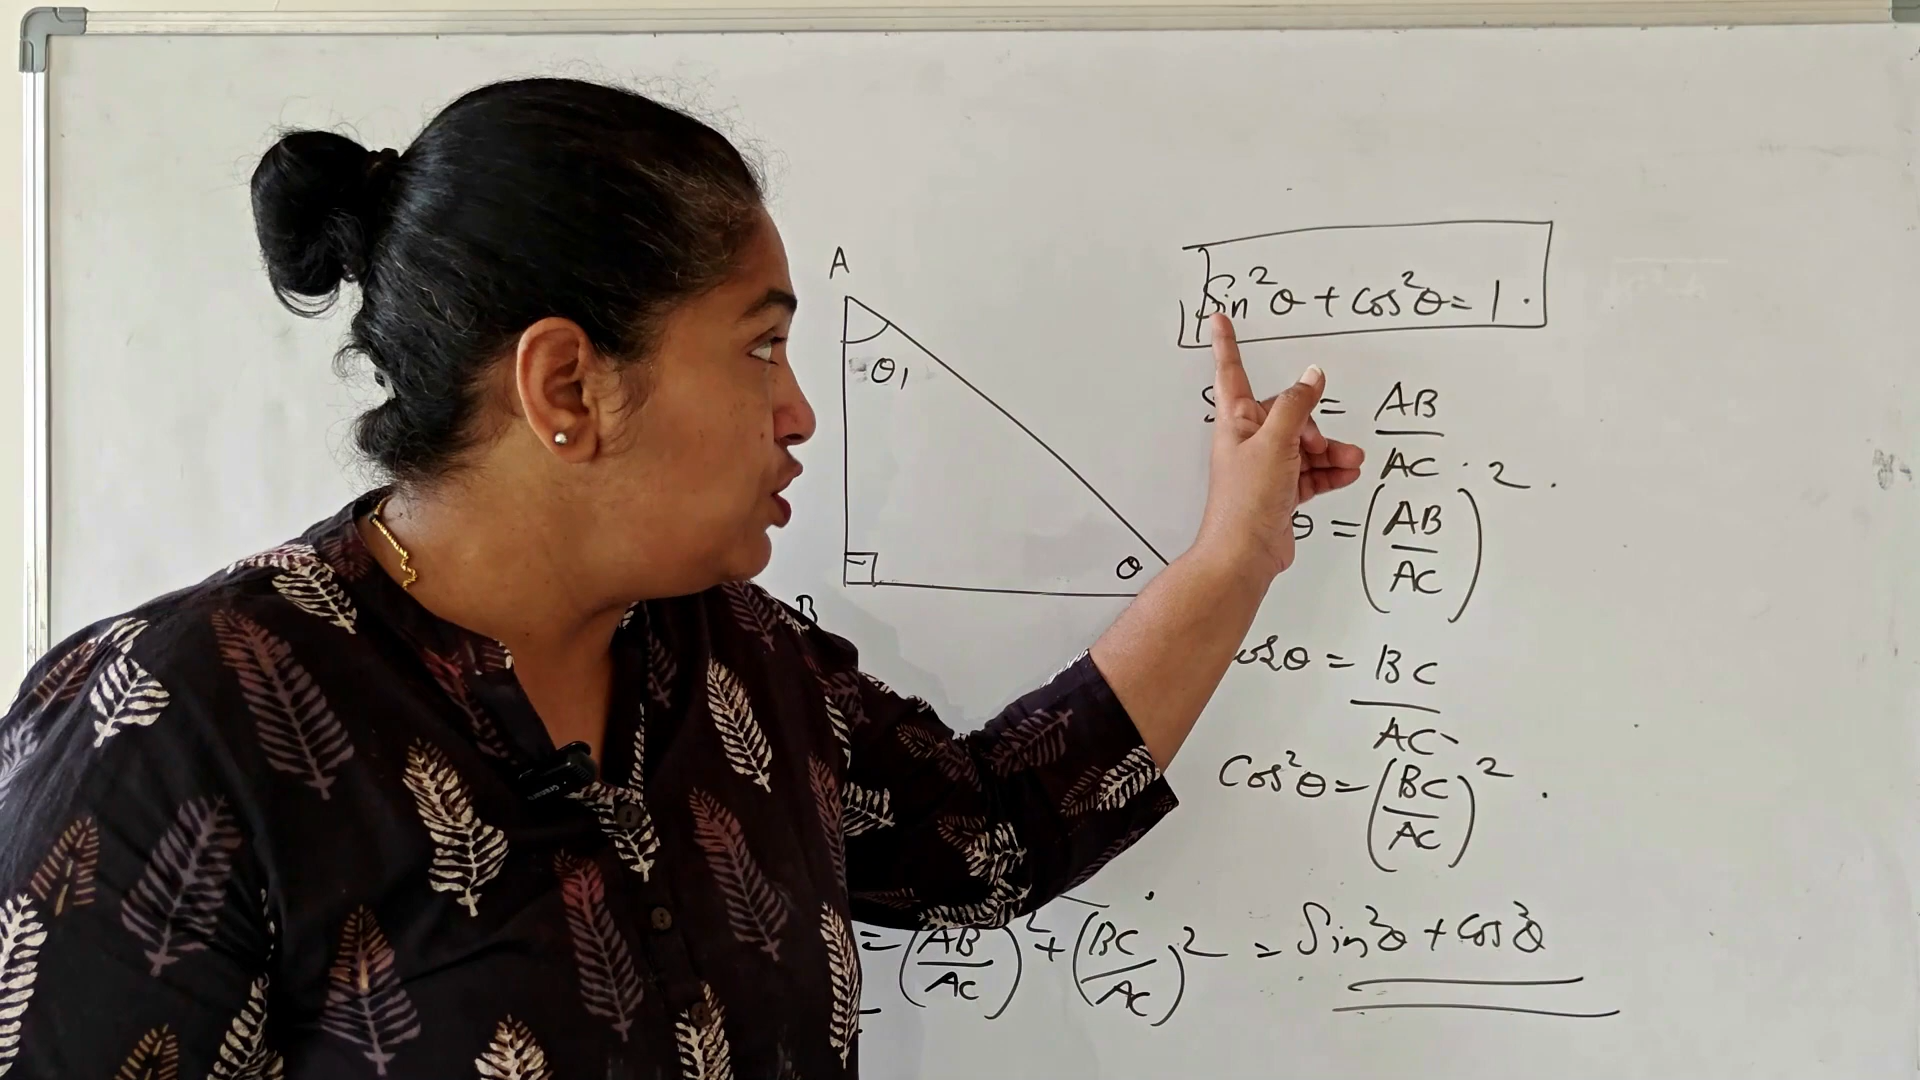 A
θ1
B
θ
Sin²θ + Cos²θ = 1 .
= AB
AC
θ = (AB/AC)² .
osθ = BC
AC
Cos²θ = (BC/AC)² .
= (AB/AC)² + (BC/AC)² = Sin²θ + Cos²θ